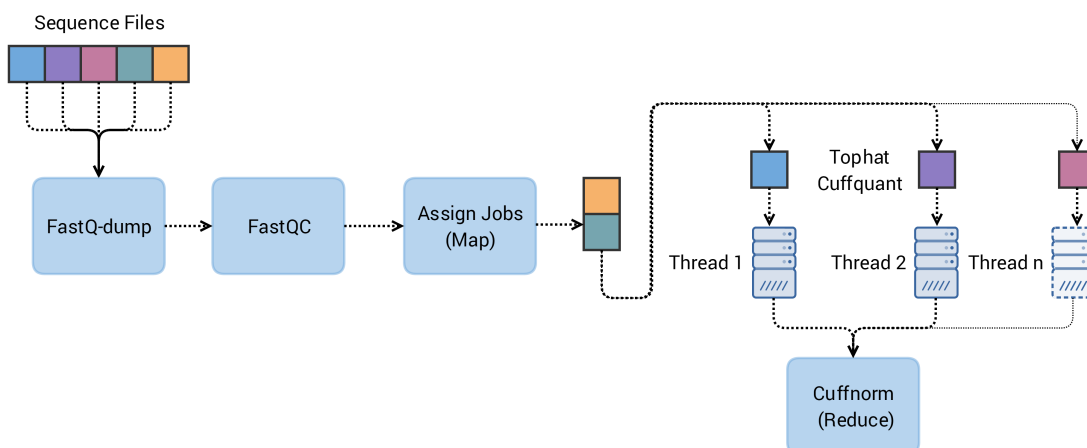 Sequence Files
FastQ-dump
FastQC
Assign Jobs
(Map)
Tophat
Cuffquant
Thread 1
Thread 2
Thread n
Cuffnorm
(Reduce)